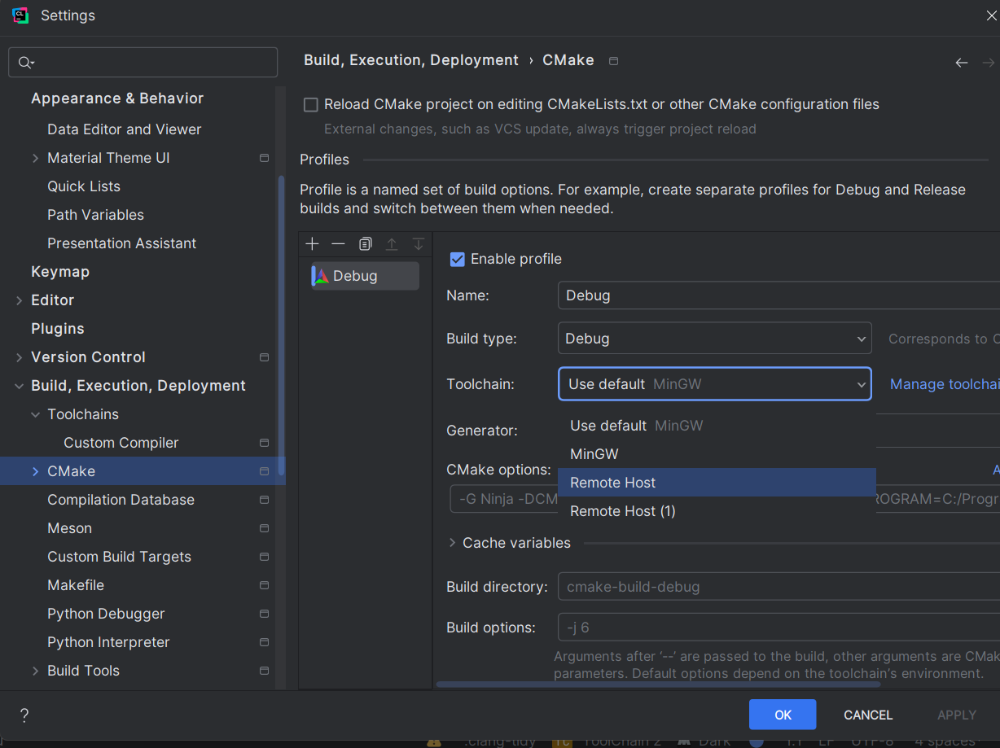 Settings
Build, Execution, Deployment › CMake
Appearance & Behavior
Data Editor and Viewer
Material Theme UI
Quick Lists
Path Variables
Presentation Assistant
Keymap
Editor
Plugins
Version Control
Build, Execution, Deployment
Toolchains
Custom Compiler
CMake
Compilation Database
Meson
Custom Build Targets
Makefile
Python Debugger
Python Interpreter
Build Tools
Reload CMake project on editing CMakeLists.txt or other CMake configuration files
External changes, such as VCS update, always trigger project reload
Profiles
Profile is a named set of build options. For example, create separate profiles for Debug and Release
builds and switch between them when needed.
Debug
Enable profile
Name: Debug
Build type: Debug Corresponds to C
Toolchain: Use default MinGW Manage toolchai
Use default MinGW
MinGW
Remote Host
Remote Host (1)
Generator:
CMake options: A
-G Ninja -DCM ROGRAM=C:/Progr
Cache variables
Build directory: cmake-build-debug
Build options: -j 6
Arguments after ‘--’ are passed to the build, other arguments are CMak
parameters. Default options depend on the toolchain's environment.
?
OK CANCEL APPLY
.clang-tidy Tc ToolChain 2 Dark 1:1 LF UTF-8 4 spaces